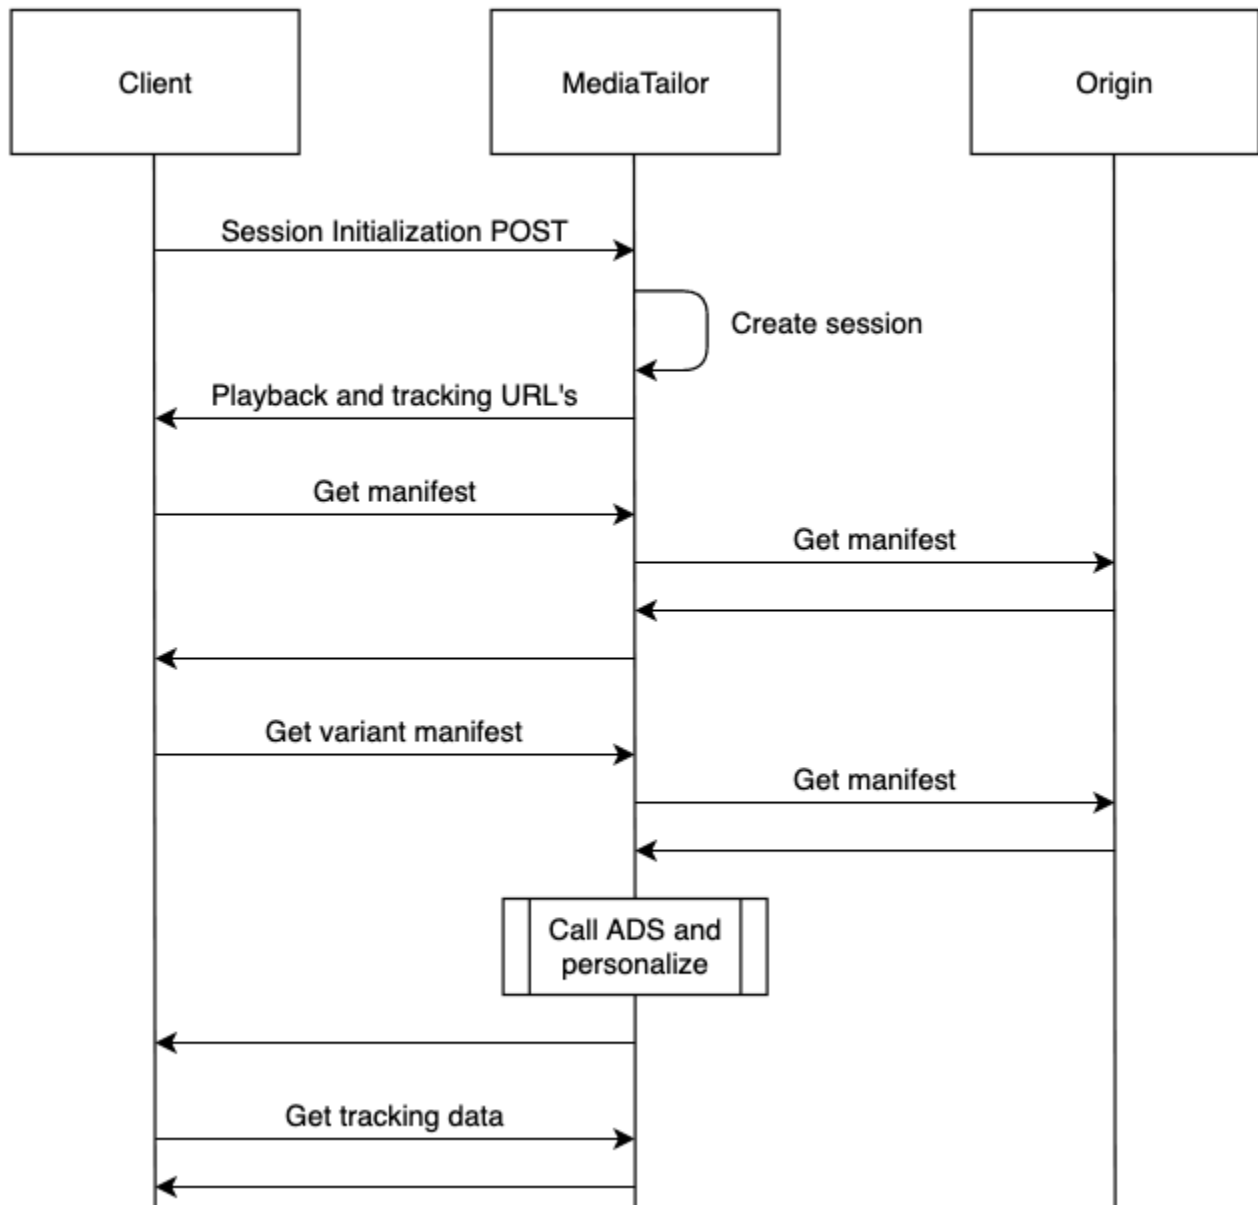 Client
MediaTailor
Origin
Session Initialization POST
Create session
Playback and tracking URL's
Get manifest
Get manifest
Get variant manifest
Get manifest
Call ADS and
personalize
Get tracking data